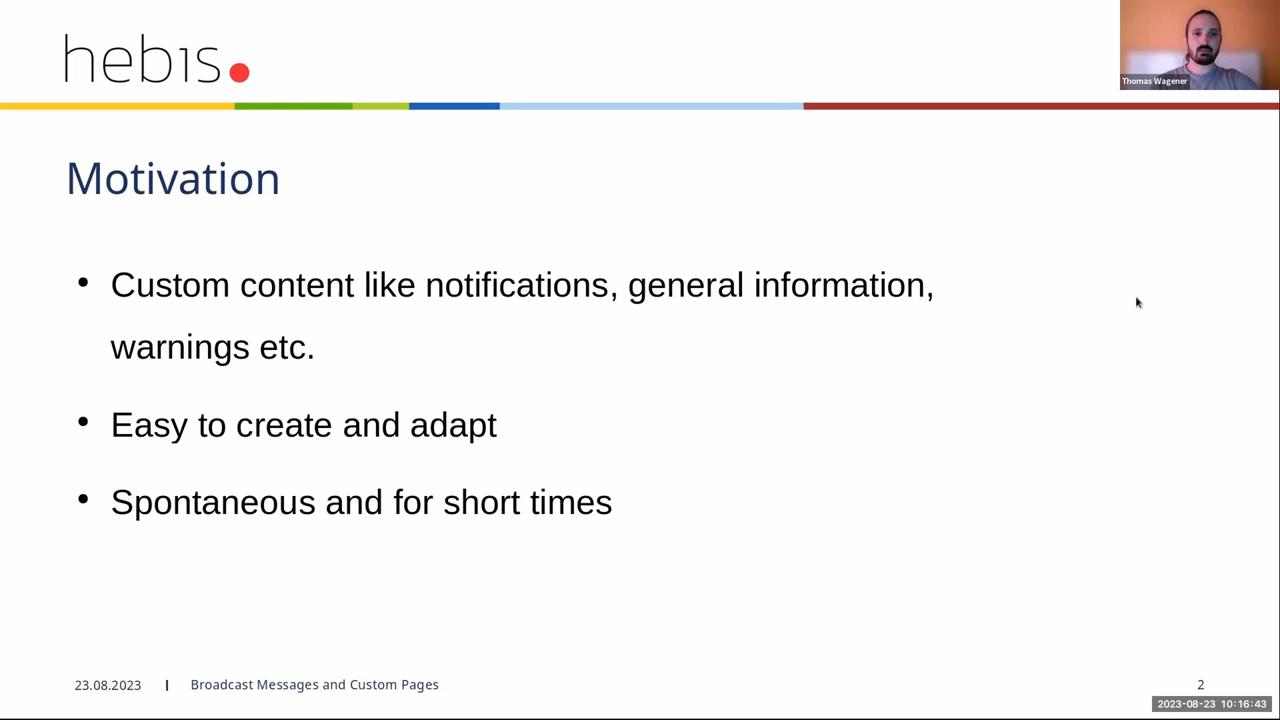 hebis
Thomas Wagener
Motivation
• Custom content like notifications, general information,
warnings etc.
• Easy to create and adapt
• Spontaneous and for short times
23.08.2023 | Broadcast Messages and Custom Pages 2
2023-08-23 10:16:43